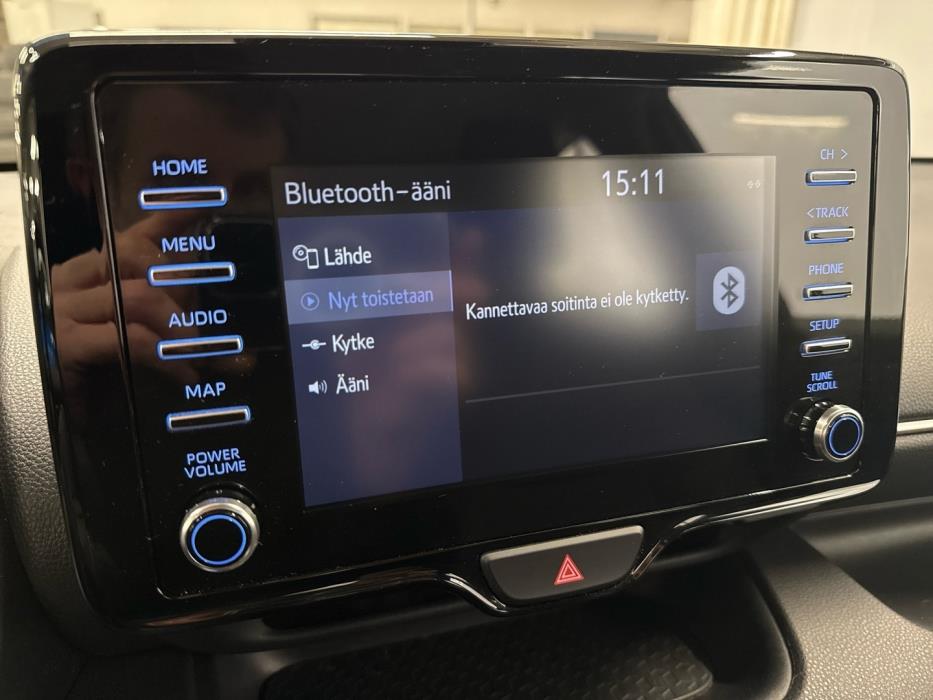 HOME
MENU
AUDIO
MAP
POWER
VOLUME
Bluetooth-ääni
15:11
Lähde
Nyt toistetaan
Kytke
Ääni
Kannettavaa soitinta ei ole kytketty.
CH >
< TRACK
PHONE
SETUP
TUNE
SCROLL